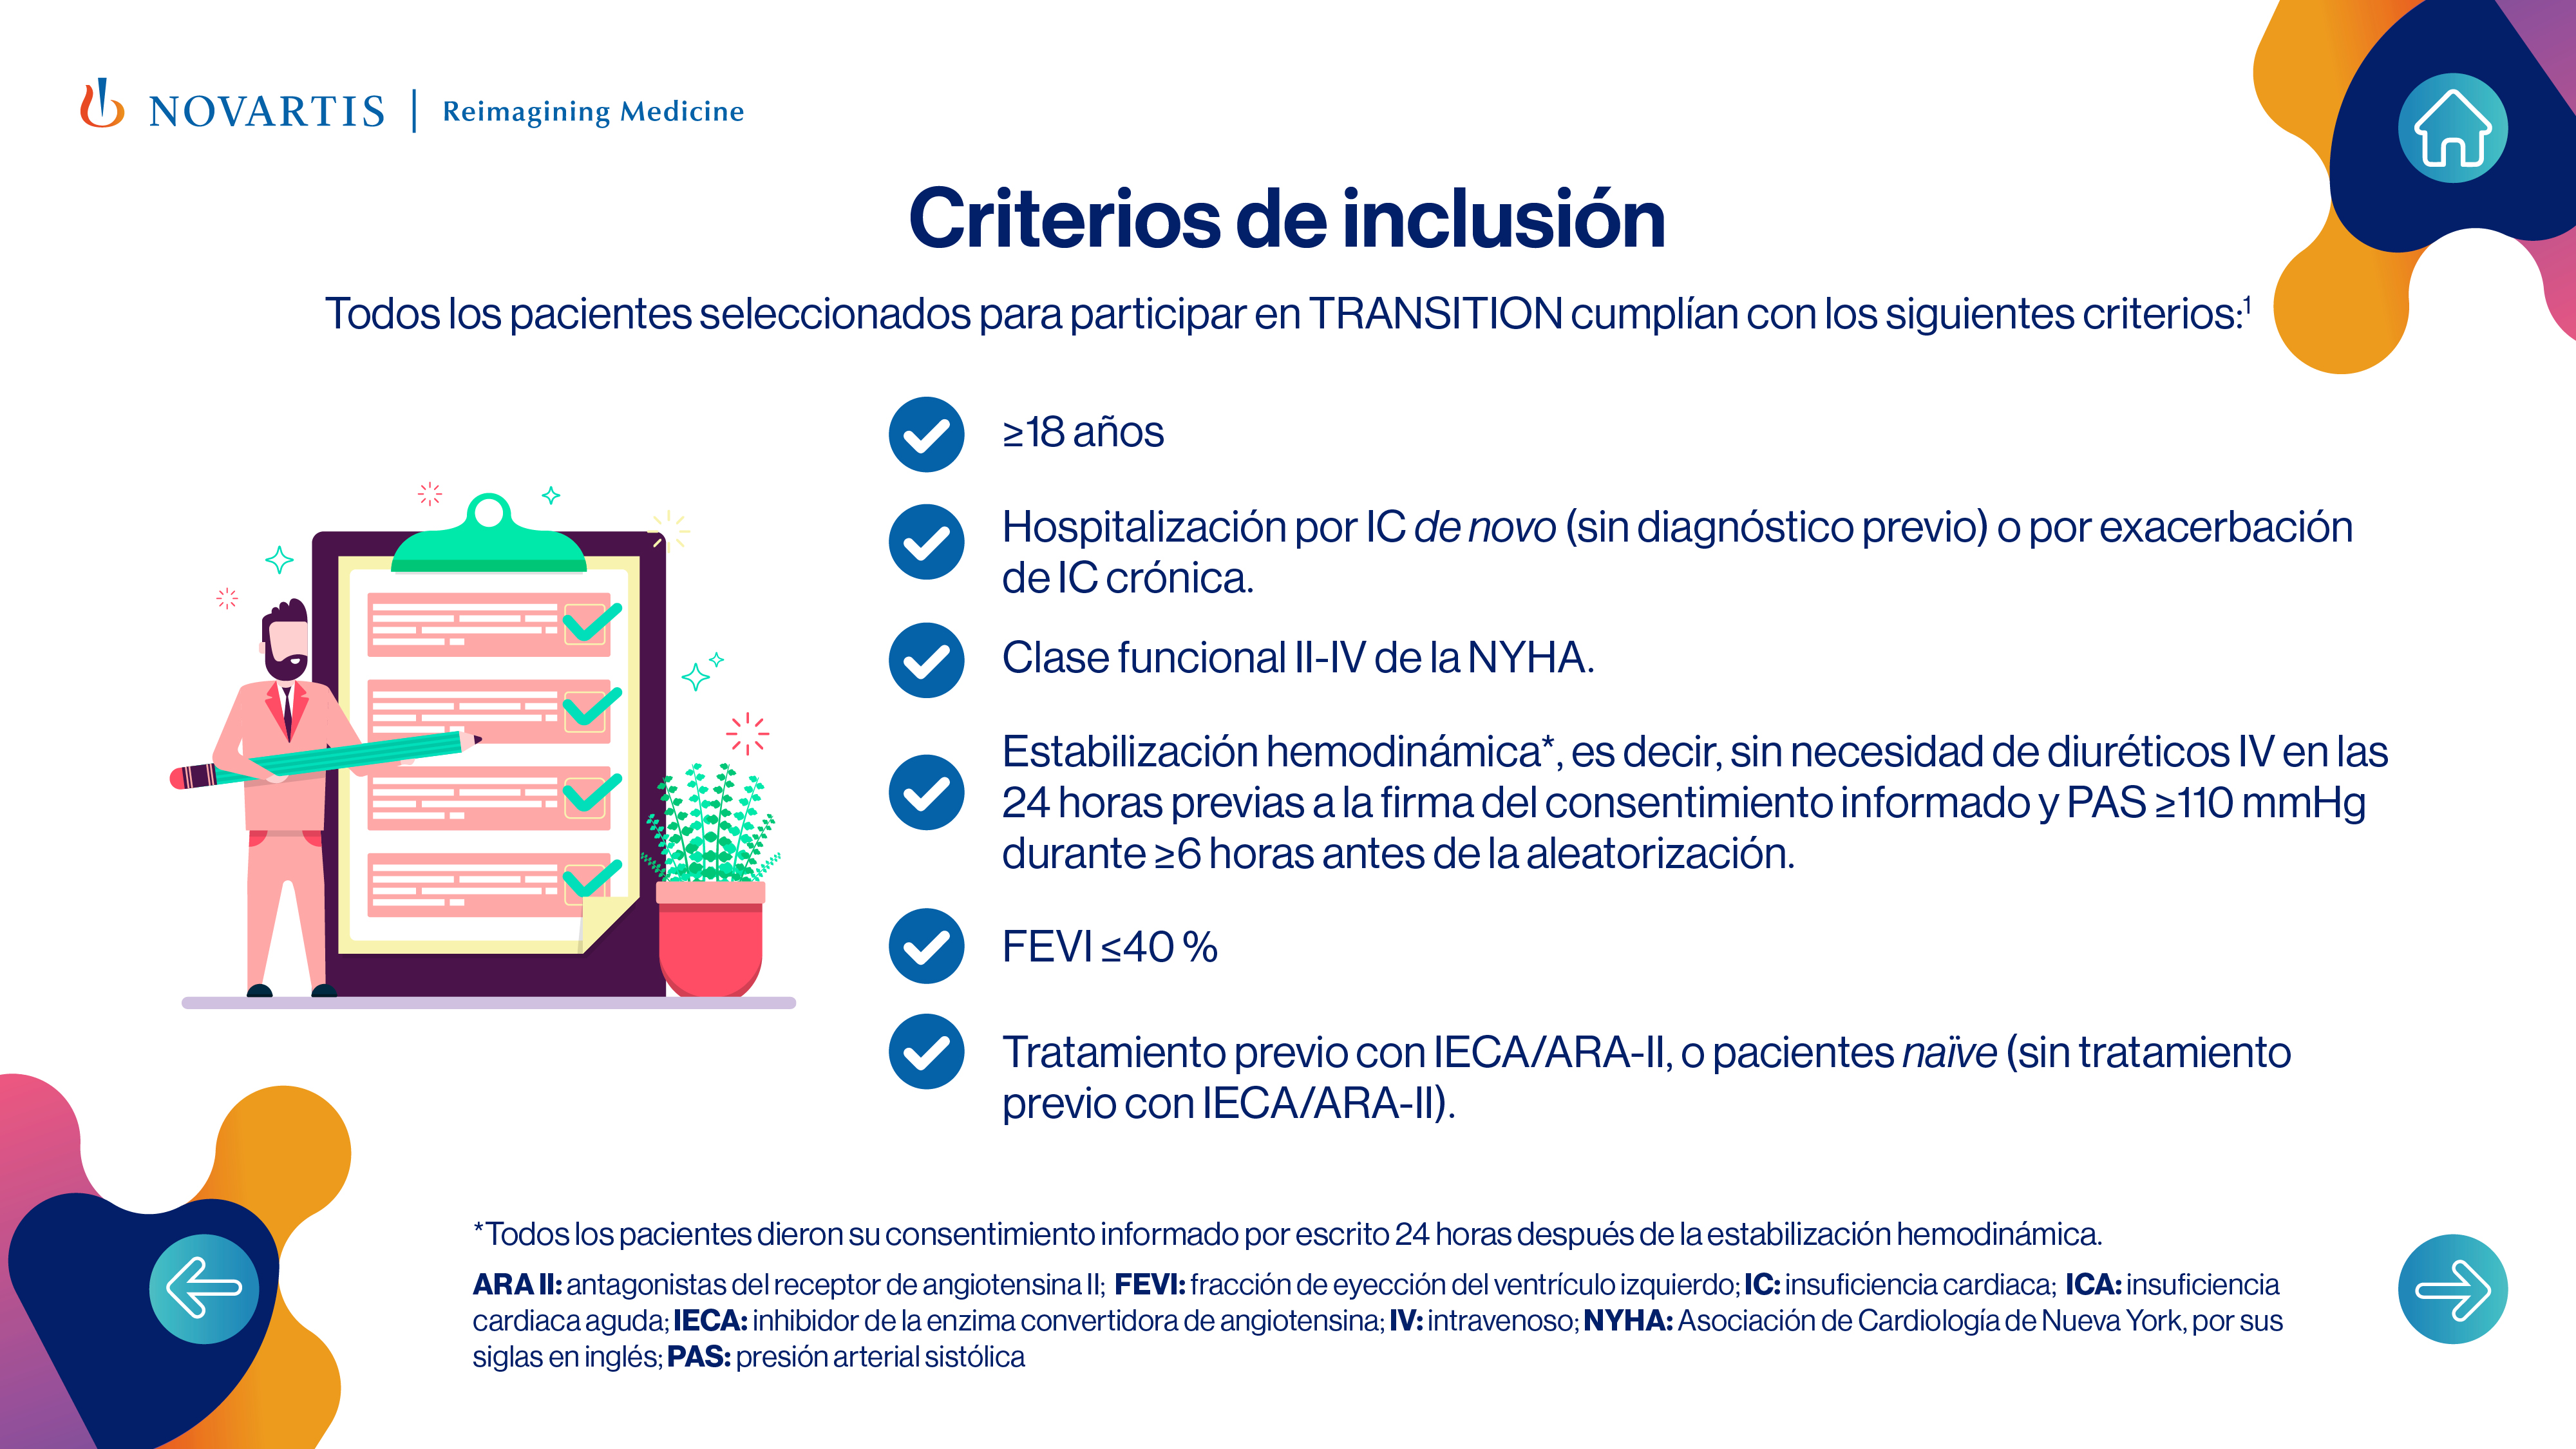 NOVARTIS | Reimagining Medicine
Criterios de inclusión
Todos los pacientes seleccionados para participar en TRANSITION cumplían con los siguientes criterios:¹
≥18 años
Hospitalización por IC de novo (sin diagnóstico previo) o por exacerbación
de IC crónica.
Clase funcional II-IV de la NYHA.
Estabilización hemodinámica*, es decir, sin necesidad de diuréticos IV en las
24 horas previas a la firma del consentimiento informado y PAS ≥110 mmHg
durante ≥6 horas antes de la aleatorización.
FEVI ≤40 %
Tratamiento previo con IECA/ARA-II, o pacientes naïve (sin tratamiento
previo con IECA/ARA-II).
*Todos los pacientes dieron su consentimiento informado por escrito 24 horas después de la estabilización hemodinámica.
ARA II: antagonistas del receptor de angiotensina II; FEVI: fracción de eyección del ventrículo izquierdo; IC: insuficiencia cardiaca; ICA: insuficiencia
cardiaca aguda; IECA: inhibidor de la enzima convertidora de angiotensina; IV: intravenoso; NYHA: Asociación de Cardiología de Nueva York, por sus
siglas en inglés; PAS: presión arterial sistólica